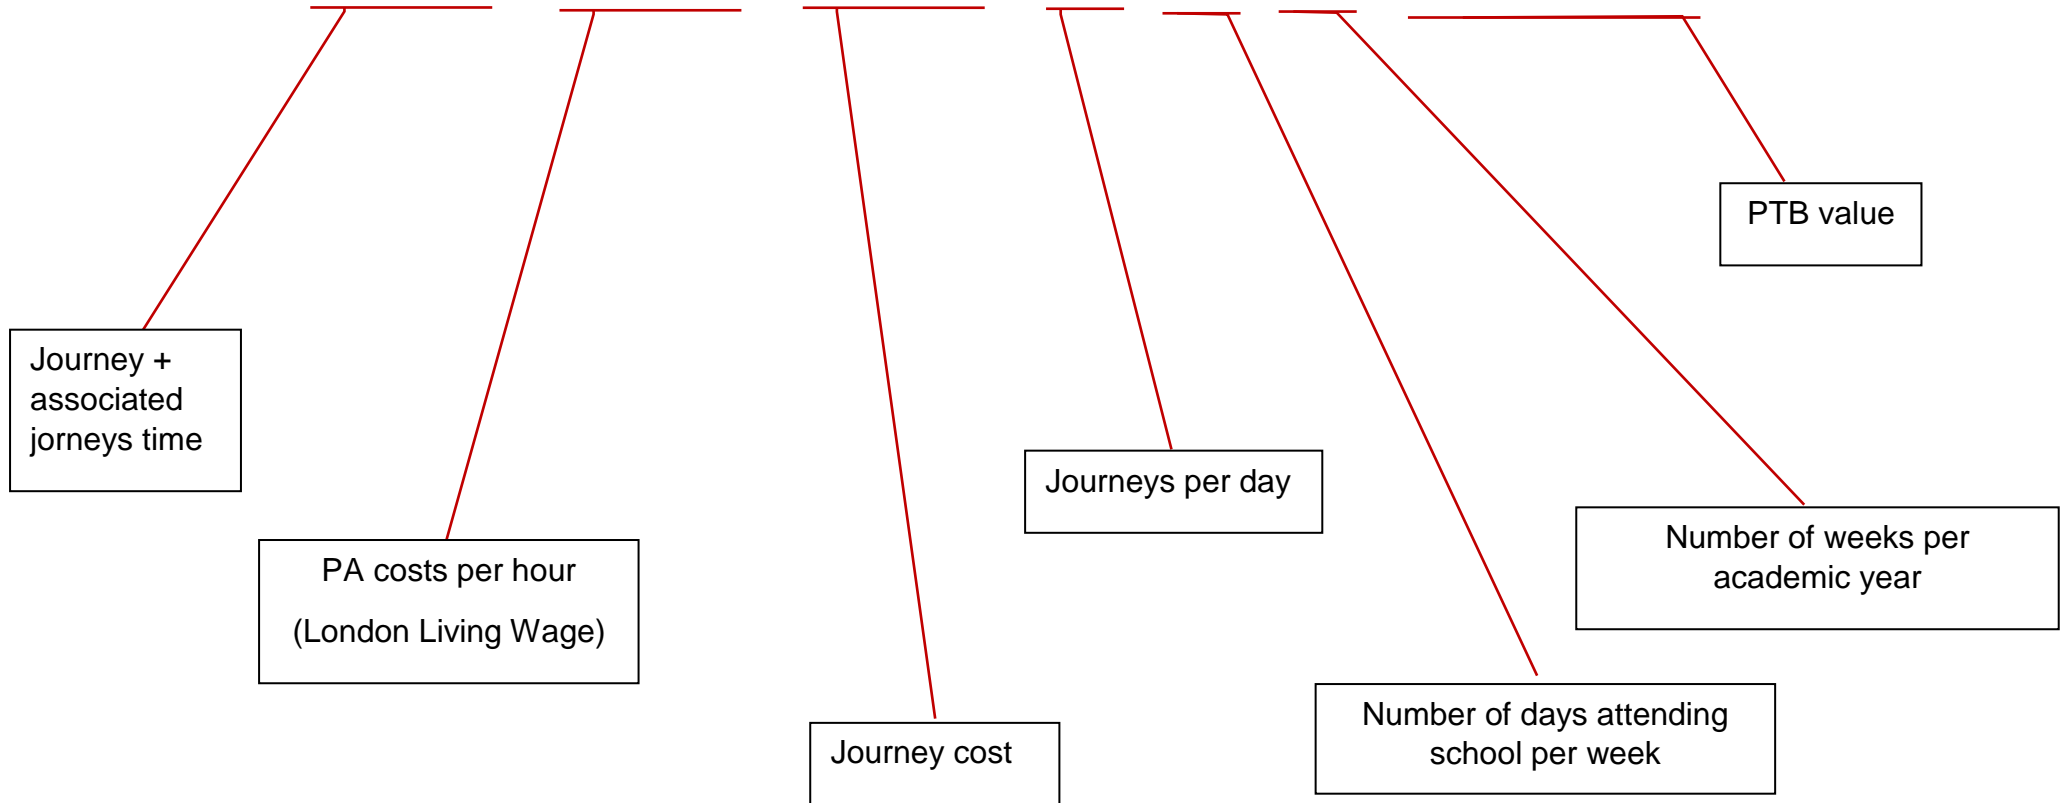 PTB value
Journey +
associated
jorneys time
Journeys per day
Number of weeks per
academic year
PA costs per hour
(London Living Wage)
Number of days attending
school per week
Journey cost